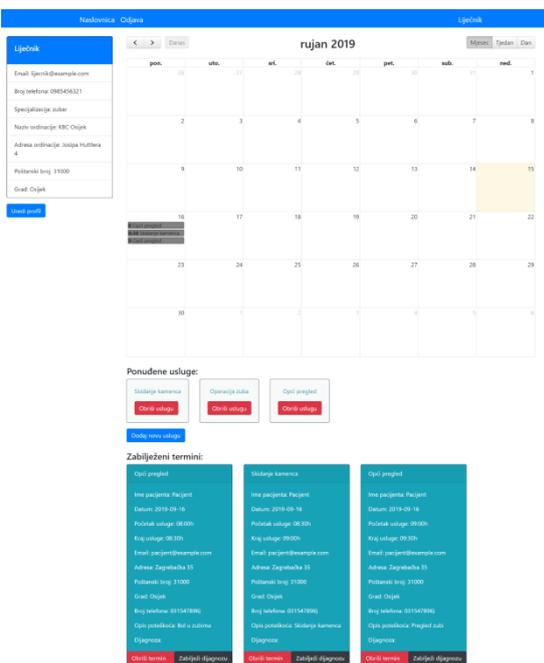 Naslovnica Odjava Liječnik
Liječnik
Email: lijecnik@example.com
Broj telefona: 0985456321
Specijalizacija: zubar
Naziv ordinacije: KBC Osijek
Adresa ordinacije: Josipa Huttlera
4
Poštanski broj: 31000
Grad: Osijek
Uredi profil
< > Danas rujan 2019 Mjesec Tjedan Dan
pon. uto. sri. čet. pet. sub. ned.
26 27 28 29 30 31 1
2 3 4 5 6 7 8
9 10 11 12 13 14 15
16 17 18 19 20 21 22
8 Opći pregled
8:30 Skidanje kamenca
9 Opći pregled
23 24 25 26 27 28 29
30 1 2 3 4 5 6
Ponuđene usluge:
Skidanje kamenca Operacija zuba Opći pregled
Obriši uslugu Obriši uslugu Obriši uslugu
Dodaj novu uslugu
Zabilježeni termini:
Opći pregled Skidanje kamenca Opći pregled
Ime pacijenta: Pacijent Ime pacijenta: Pacijent Ime pacijenta: Pacijent
Datum: 2019-09-16 Datum: 2019-09-16 Datum: 2019-09-16
Početak usluge: 08:00h Početak usluge: 08:30h Početak usluge: 09:00h
Kraj usluge: 08:30h Kraj usluge: 09:00h Kraj usluge: 09:30h
Email: pacijent@example.com Email: pacijent@example.com Email: pacijent@example.com
Adresa: Zagrebačka 35 Adresa: Zagrebačka 35 Adresa: Zagrebačka 35
Poštanski broj: 31000 Poštanski broj: 31000 Poštanski broj: 31000
Grad: Osijek Grad: Osijek Grad: Osijek
Broj telefona: 031547896} Broj telefona: 031547896} Broj telefona: 031547896}
Opis poteškoća: Bol u zubima Opis poteškoća: Skidanje kamenca Opis poteškoća: Pregled zubi
Dijagnoza: Dijagnoza: Dijagnoza:
Obriši termin Zabilježi dijagnozu Obriši termin Zabilježi dijagnozu Obriši termin Zabilježi dijagnozu